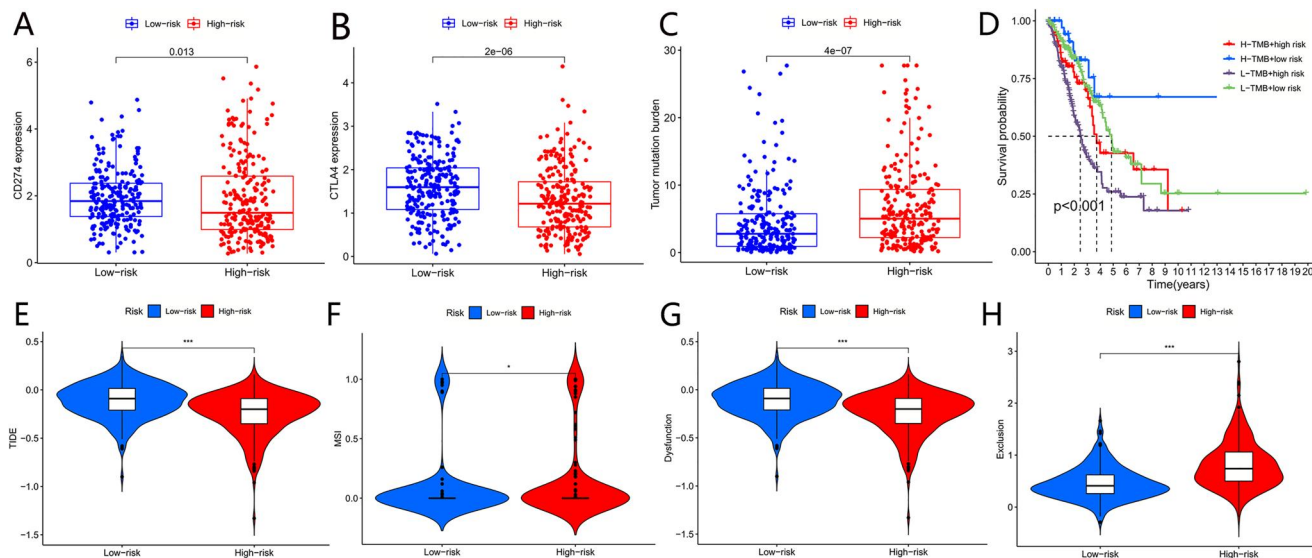 A
Low-risk High-risk
0.013
CD274 expression
6
4
2
0
Low-risk High-risk
B
Low-risk High-risk
2e-06
CTLA4 expression
4
3
2
1
0
Low-risk High-risk
C
Low-risk High-risk
4e-07
Tumor mutation burden
30
20
10
0
Low-risk High-risk
D
Survival probability
1.00
0.75
0.50
0.25
0.00
H-TMB+high risk
H-TMB+low risk
L-TMB+high risk
L-TMB+low risk
p<0.001
0 1 2 3 4 5 6 7 8 9 10 11 12 13 14 15 16 17 18 19 20
Time(years)
E
Risk Low-risk High-risk
***
TIDE
0.5
0.0
-0.5
-1.0
-1.5
Low-risk High-risk
F
Risk Low-risk High-risk
*
MSI
1.0
0.5
0.0
Low-risk High-risk
G
Risk Low-risk High-risk
***
Dysfunction
0.5
0.0
-0.5
-1.0
-1.5
Low-risk High-risk
H
Risk Low-risk High-risk
***
Exclusion
3
2
1
0
Low-risk High-risk